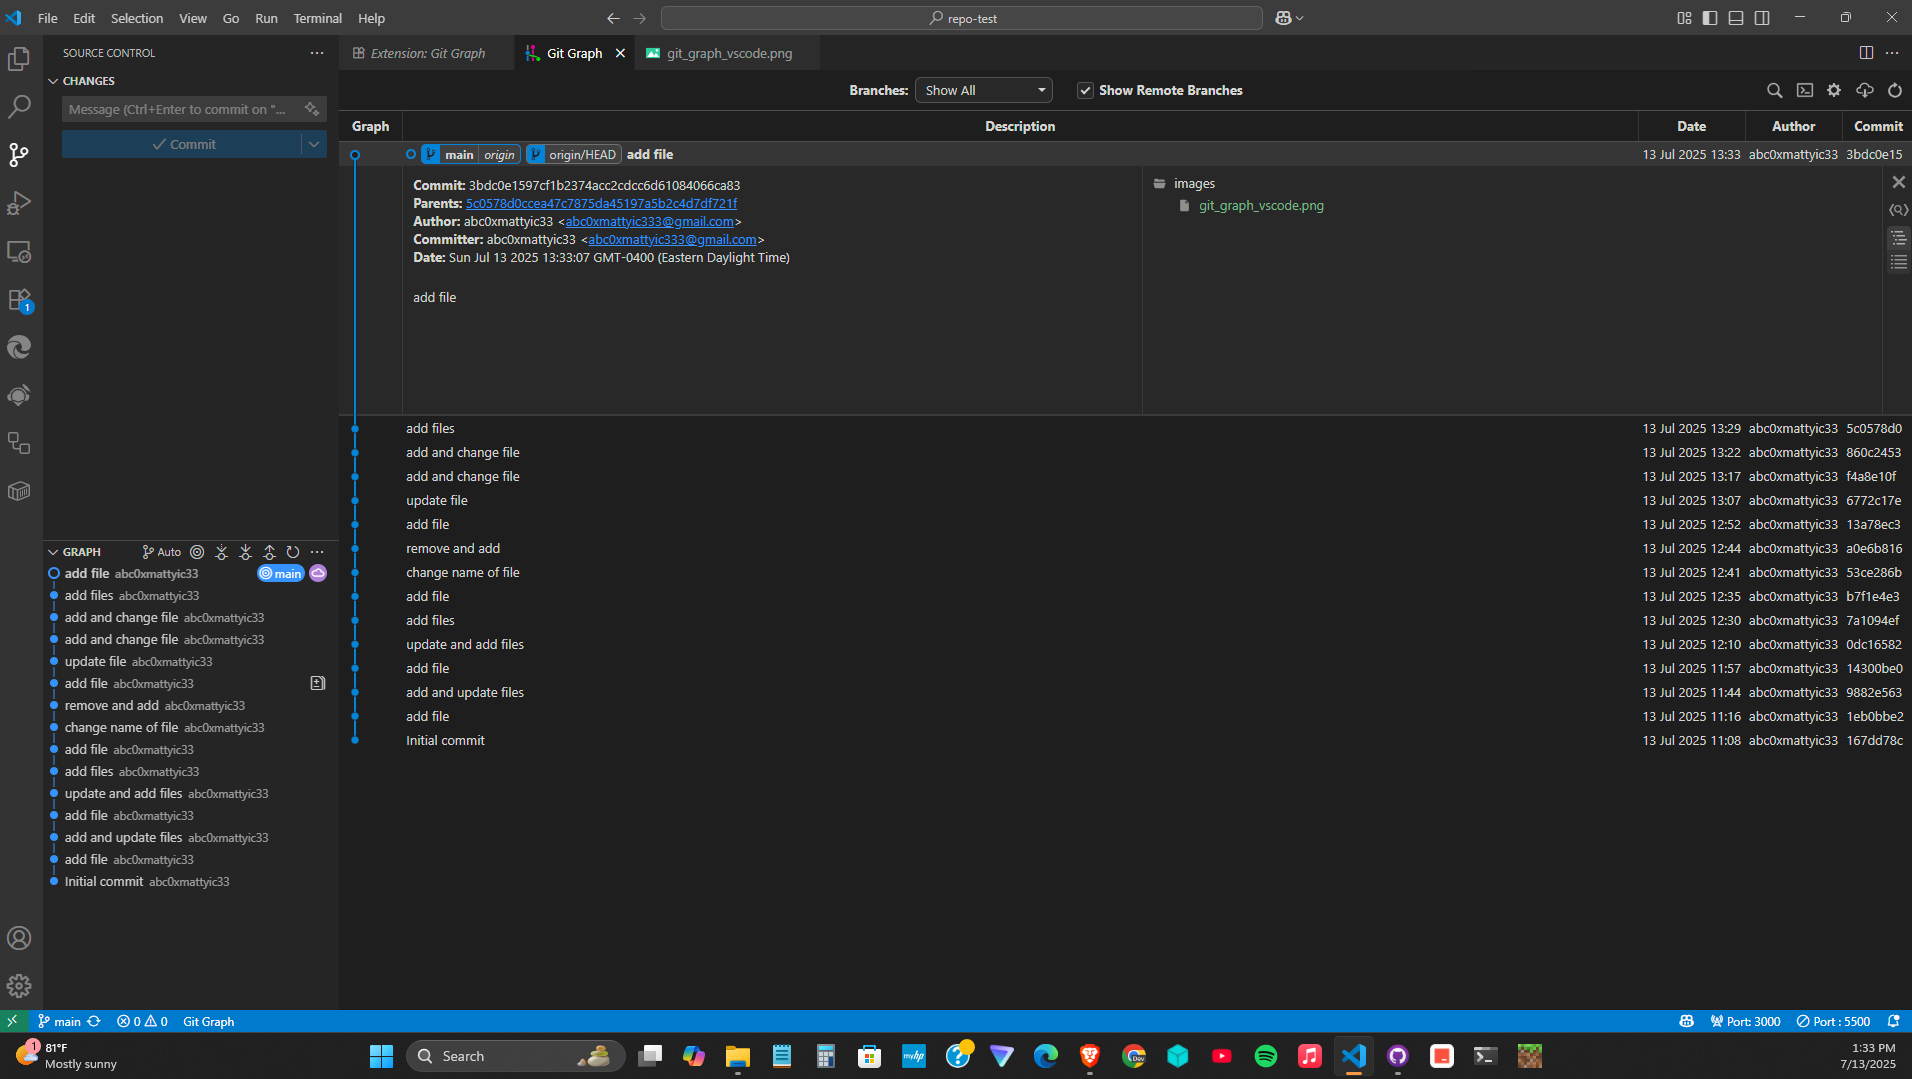 File Edit Selection View Go Run Terminal Help
repo-test
SOURCE CONTROL
Extension: Git Graph
Git Graph
git_graph_vscode.png
CHANGES
Message (Ctrl+Enter to commit on "...
Commit
Branches: Show All Show Remote Branches
Graph Description Date Author Commit
main origin origin/HEAD add file 13 Jul 2025 13:33 abc0xmattyic33 3bdc0e15
Commit: 3bdc0e1597cf1b2374acc2cdcc6d61084066ca83
Parents: 5c0578d0ccea47c7875da45197a5b2c4d7df721f
Author: abc0xmattyic33 <abc0xmattyic333@gmail.com>
Committer: abc0xmattyic33 <abc0xmattyic333@gmail.com>
Date: Sun Jul 13 2025 13:33:07 GMT-0400 (Eastern Daylight Time)
add file
images
git_graph_vscode.png
add files 13 Jul 2025 13:29 abc0xmattyic33 5c0578d0
add and change file 13 Jul 2025 13:22 abc0xmattyic33 860c2453
add and change file 13 Jul 2025 13:17 abc0xmattyic33 f4a8e10f
update file 13 Jul 2025 13:07 abc0xmattyic33 6772c17e
add file 13 Jul 2025 12:52 abc0xmattyic33 13a78ec3
remove and add 13 Jul 2025 12:44 abc0xmattyic33 a0e6b816
change name of file 13 Jul 2025 12:41 abc0xmattyic33 53ce286b
add file 13 Jul 2025 12:35 abc0xmattyic33 b7f1e4e3
add files 13 Jul 2025 12:30 abc0xmattyic33 7a1094ef
update and add files 13 Jul 2025 12:10 abc0xmattyic33 0dc16582
add file 13 Jul 2025 11:57 abc0xmattyic33 14300be0
add and update files 13 Jul 2025 11:44 abc0xmattyic33 9882e563
add file 13 Jul 2025 11:16 abc0xmattyic33 1eb0bbe2
Initial commit 13 Jul 2025 11:08 abc0xmattyic33 167dd78c
GRAPH Auto
add file abc0xmattyic33 main
add files abc0xmattyic33
add and change file abc0xmattyic33
add and change file abc0xmattyic33
update file abc0xmattyic33
add file abc0xmattyic33
remove and add abc0xmattyic33
change name of file abc0xmattyic33
add file abc0xmattyic33
add files abc0xmattyic33
update and add files abc0xmattyic33
add file abc0xmattyic33
add and update files abc0xmattyic33
add file abc0xmattyic33
Initial commit abc0xmattyic33
1
main 0 0 Git Graph Port: 3000 Port : 5500
1
81°F
Mostly sunny
Search
myhp
Dev
1:33 PM
7/13/2025